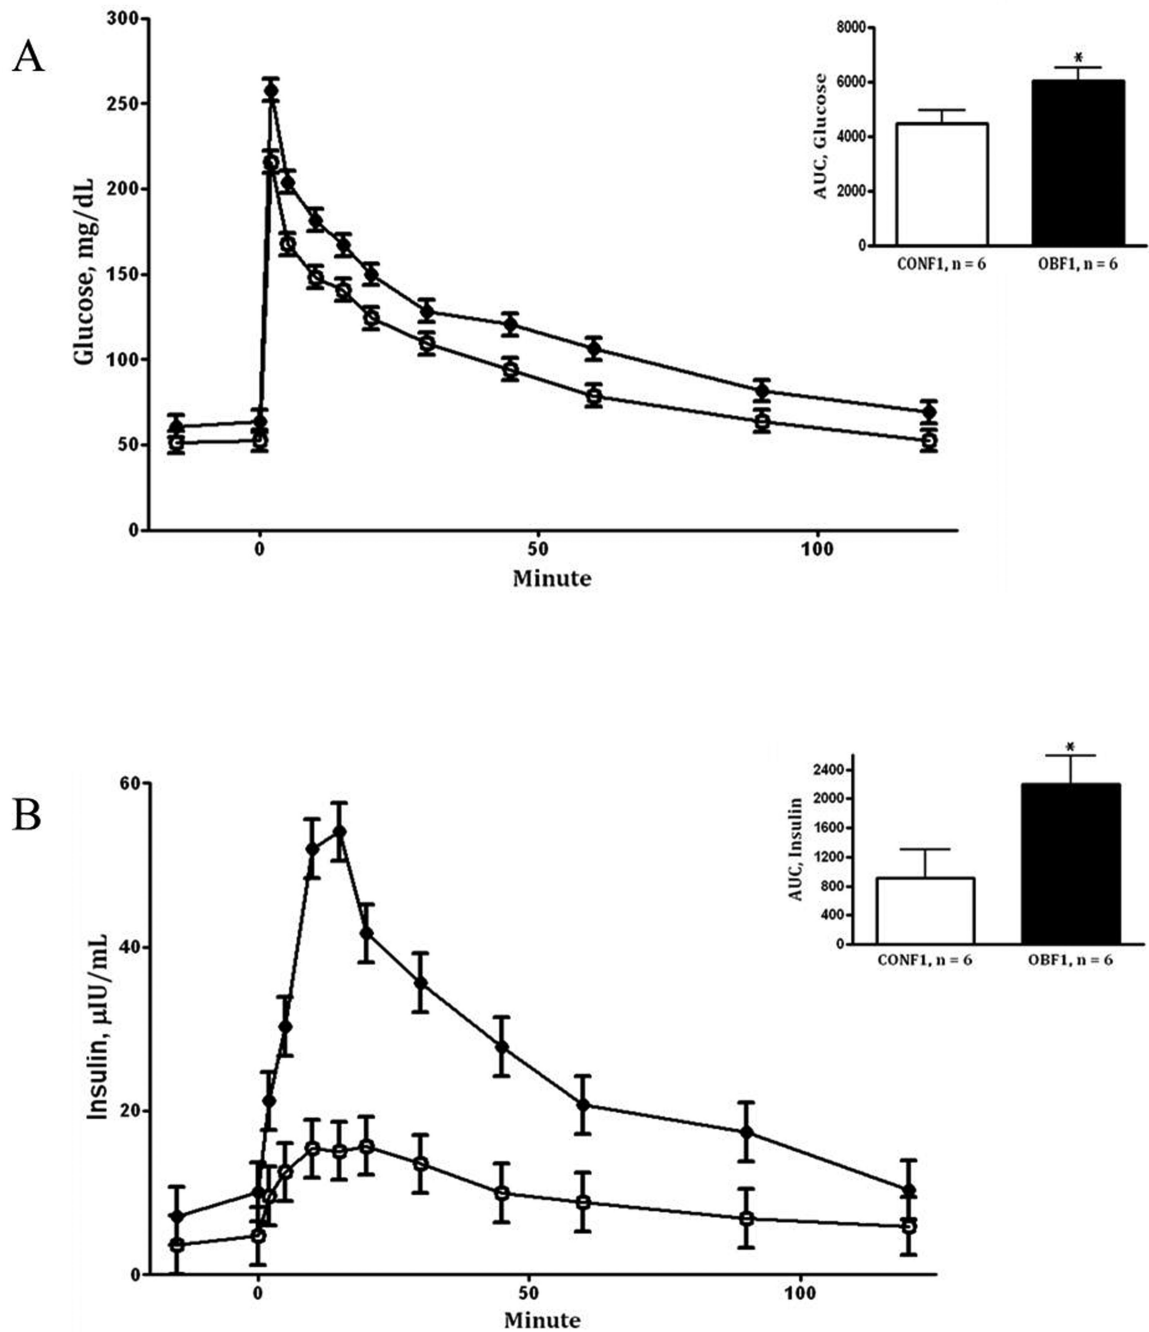 A
300
250
200
150
100
50
0
Glucose, mg/dL
0 50 100
Minute
8000
6000
4000
2000
0
AUC, Glucose
*
CONF1, n = 6 OBF1, n = 6
B
60
40
20
0
Insulin, µIU/mL
0 50 100
Minute
2400
2000
1600
1200
800
400
0
AUC, Insulin
*
CONF1, n = 6 OBF1, n = 6